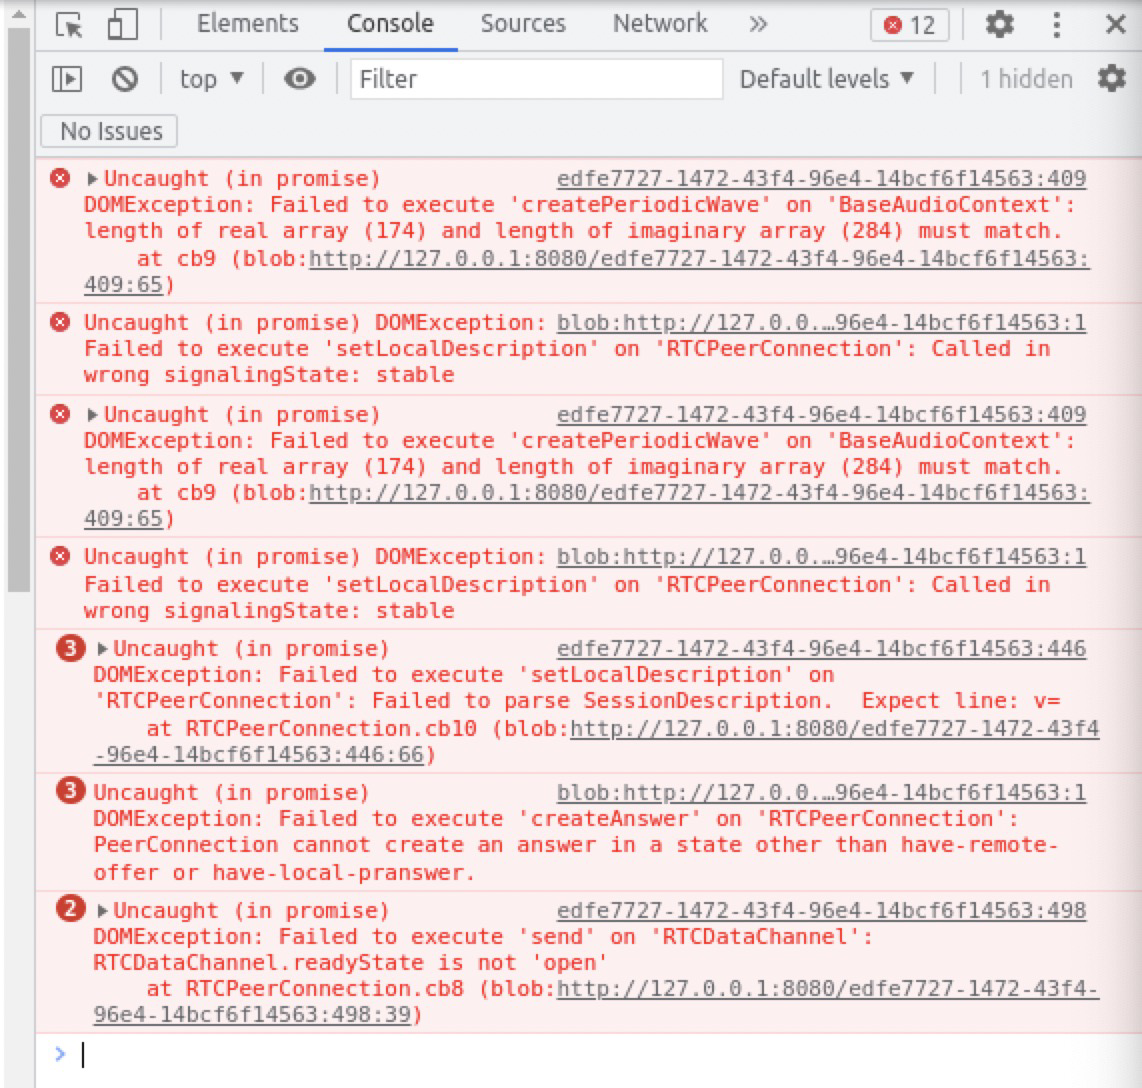 Elements Console Sources Network » 12
top ▼ Filter Default levels ▼ 1 hidden
No Issues
▶Uncaught (in promise) edfe7727-1472-43f4-96e4-14bcf6f14563:409
DOMException: Failed to execute 'createPeriodicWave' on 'BaseAudioContext':
length of real array (174) and length of imaginary array (284) must match.
at cb9 (blob:http://127.0.0.1:8080/edfe7727-1472-43f4-96e4-14bcf6f14563:
409:65)
Uncaught (in promise) DOMException: blob:http://127.0.0.…96e4-14bcf6f14563:1
Failed to execute 'setLocalDescription' on 'RTCPeerConnection': Called in
wrong signalingState: stable
▶Uncaught (in promise) edfe7727-1472-43f4-96e4-14bcf6f14563:409
DOMException: Failed to execute 'createPeriodicWave' on 'BaseAudioContext':
length of real array (174) and length of imaginary array (284) must match.
at cb9 (blob:http://127.0.0.1:8080/edfe7727-1472-43f4-96e4-14bcf6f14563:
409:65)
Uncaught (in promise) DOMException: blob:http://127.0.0.…96e4-14bcf6f14563:1
Failed to execute 'setLocalDescription' on 'RTCPeerConnection': Called in
wrong signalingState: stable
3 ▶Uncaught (in promise) edfe7727-1472-43f4-96e4-14bcf6f14563:446
DOMException: Failed to execute 'setLocalDescription' on
'RTCPeerConnection': Failed to parse SessionDescription.  Expect line: v=
at RTCPeerConnection.cb10 (blob:http://127.0.0.1:8080/edfe7727-1472-43f4
-96e4-14bcf6f14563:446:66)
3 Uncaught (in promise) blob:http://127.0.0.…96e4-14bcf6f14563:1
DOMException: Failed to execute 'createAnswer' on 'RTCPeerConnection':
PeerConnection cannot create an answer in a state other than have-remote-
offer or have-local-pranswer.
2 ▶Uncaught (in promise) edfe7727-1472-43f4-96e4-14bcf6f14563:498
DOMException: Failed to execute 'send' on 'RTCDataChannel':
RTCDataChannel.readyState is not 'open'
at RTCPeerConnection.cb8 (blob:http://127.0.0.1:8080/edfe7727-1472-43f4-
96e4-14bcf6f14563:498:39)